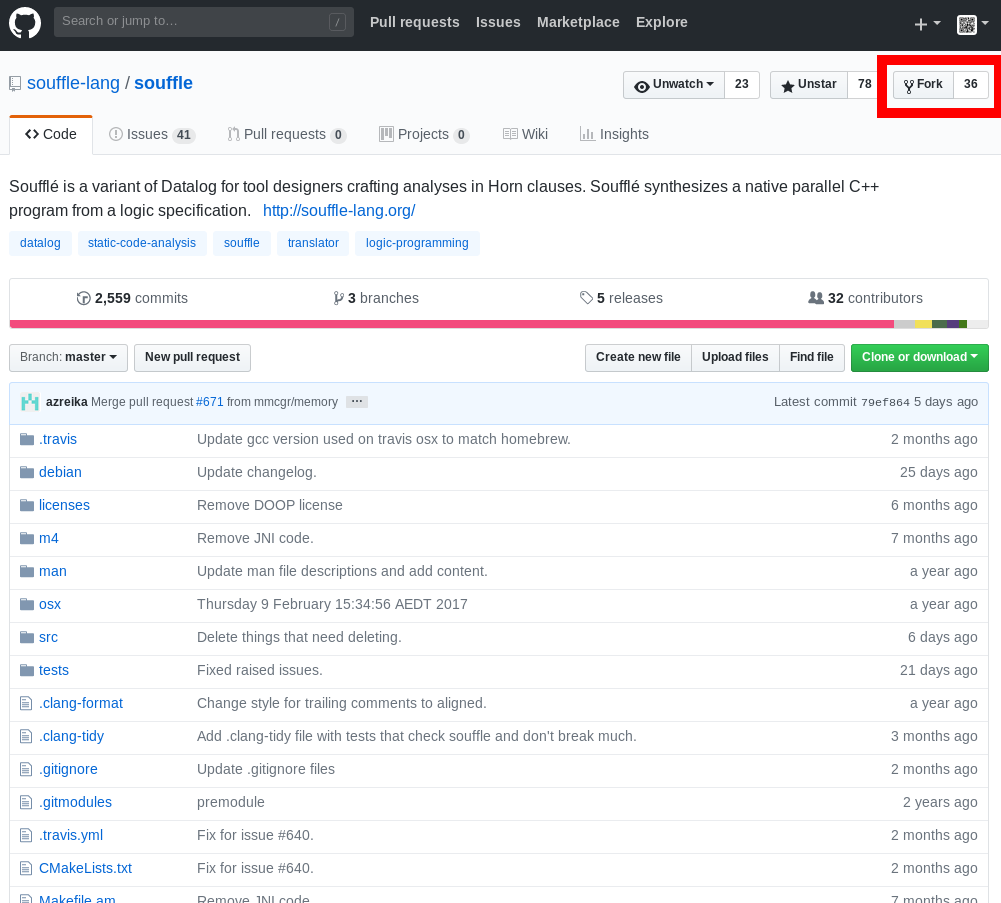 Search or jump to… /
Pull requests Issues Marketplace Explore
souffle-lang / souffle
Unwatch 23 Unstar 78 Fork 36
Code Issues 41 Pull requests 0 Projects 0 Wiki Insights
Soufflé is a variant of Datalog for tool designers crafting analyses in Horn clauses. Soufflé synthesizes a native parallel C++
program from a logic specification. http://souffle-lang.org/
datalog static-code-analysis souffle translator logic-programming
2,559 commits 3 branches 5 releases 32 contributors
Branch: master New pull request Create new file Upload files Find file Clone or download
azreika Merge pull request #671 from mmcgr/memory … Latest commit 79ef864 5 days ago
.travis Update gcc version used on travis osx to match homebrew. 2 months ago
debian Update changelog. 25 days ago
licenses Remove DOOP license 6 months ago
m4 Remove JNI code. 7 months ago
man Update man file descriptions and add content. a year ago
osx Thursday 9 February 15:34:56 AEDT 2017 a year ago
src Delete things that need deleting. 6 days ago
tests Fixed raised issues. 21 days ago
.clang-format Change style for trailing comments to aligned. a year ago
.clang-tidy Add .clang-tidy file with tests that check souffle and don't break much. 3 months ago
.gitignore Update .gitignore files 2 months ago
.gitmodules premodule 2 years ago
.travis.yml Fix for issue #640. 2 months ago
CMakeLists.txt Fix for issue #640. 2 months ago
Makefile.am Remove JNI code. 7 months ago